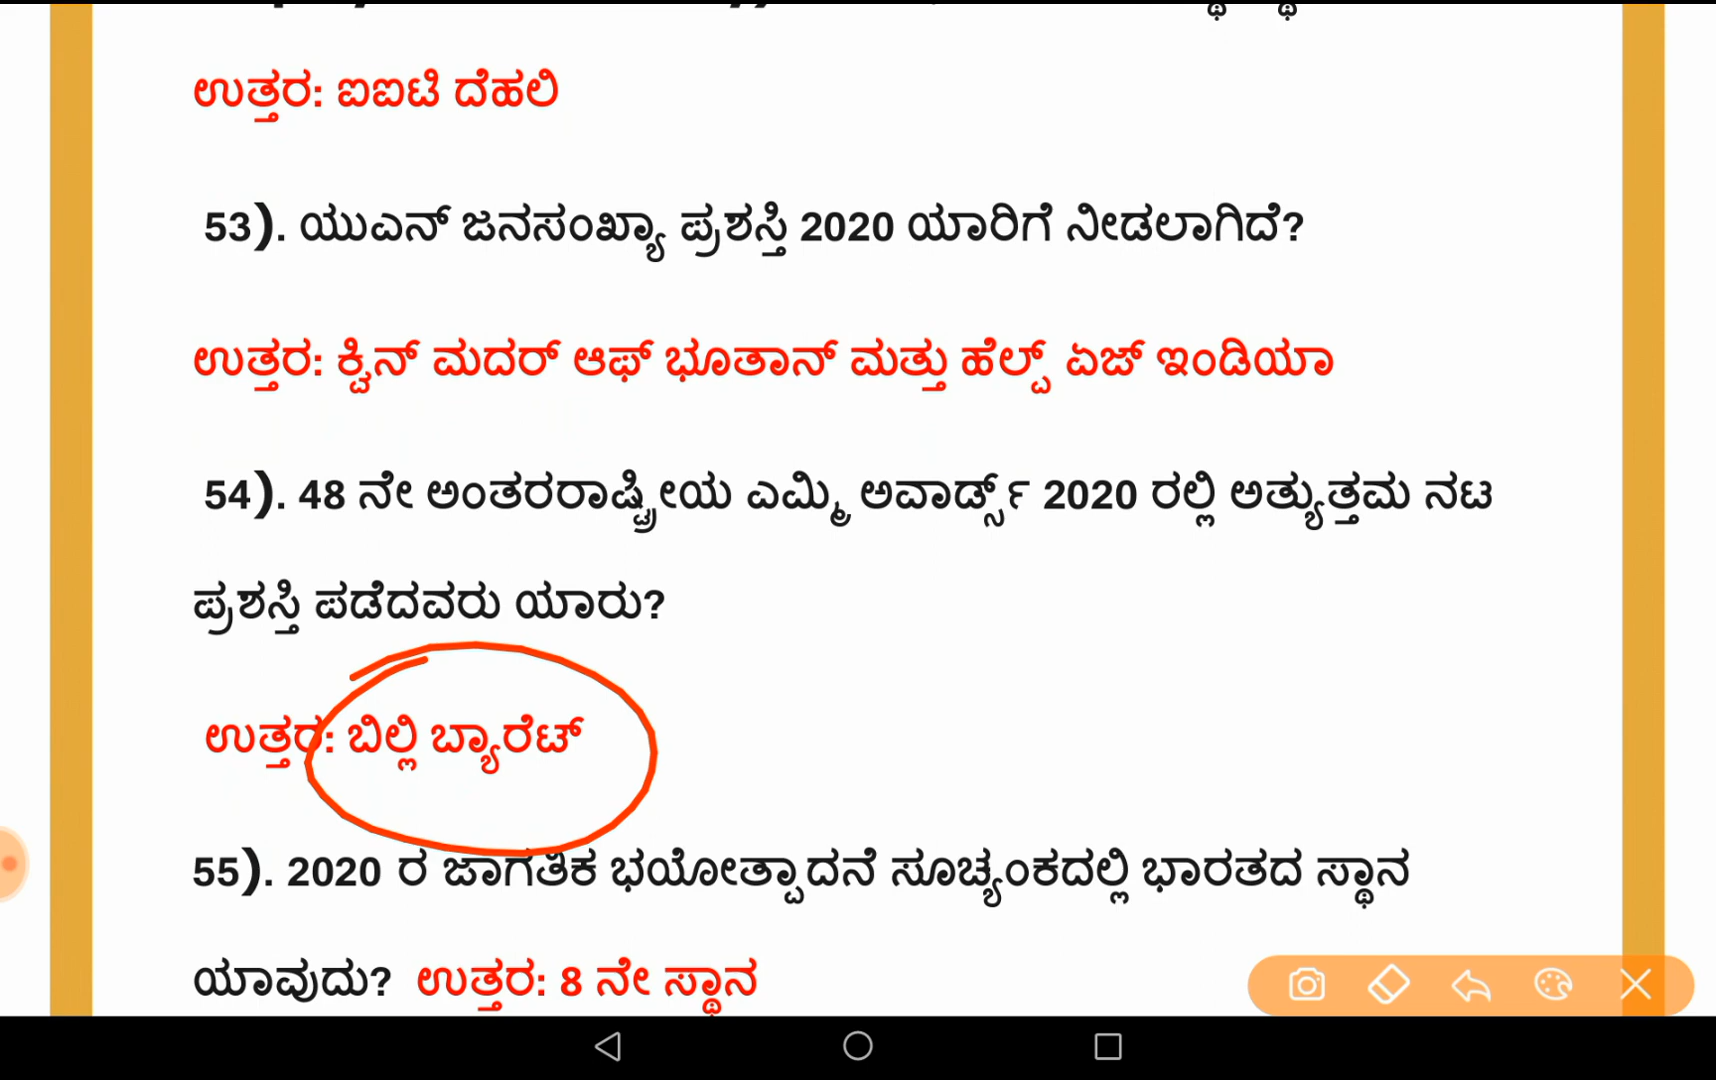 ಉತ್ತರ: ಐಐಟಿ ದೆಹಲಿ
53). ಯುಎನ್ ಜನಸಂಖ್ಯಾ ಪ್ರಶಸ್ತಿ 2020 ಯಾರಿಗೆ ನೀಡಲಾಗಿದೆ?
ಉತ್ತರ: ಕ್ವಿನ್ ಮದರ್ ಆಫ್ ಭೂತಾನ್ ಮತ್ತು ಹೆಲ್ಪ್ ಏಜ್ ಇಂಡಿಯಾ
54). 48 ನೇ ಅಂತರರಾಷ್ಟ್ರೀಯ ಎಮ್ಮಿ ಅವಾರ್ಡ್ಸ್ 2020 ರಲ್ಲಿ ಅತ್ಯುತ್ತಮ ನಟ
ಪ್ರಶಸ್ತಿ ಪಡೆದವರು ಯಾರು?
ಉತ್ತರ: ಬಿಲ್ಲಿ ಬ್ಯಾರೆಟ್
55). 2020 ರ ಜಾಗತಿಕ ಭಯೋತ್ಪಾದನೆ ಸೂಚ್ಯಂಕದಲ್ಲಿ ಭಾರತದ ಸ್ಥಾನ
ಯಾವುದು? ಉತ್ತರ: 8 ನೇ ಸ್ಥಾನ